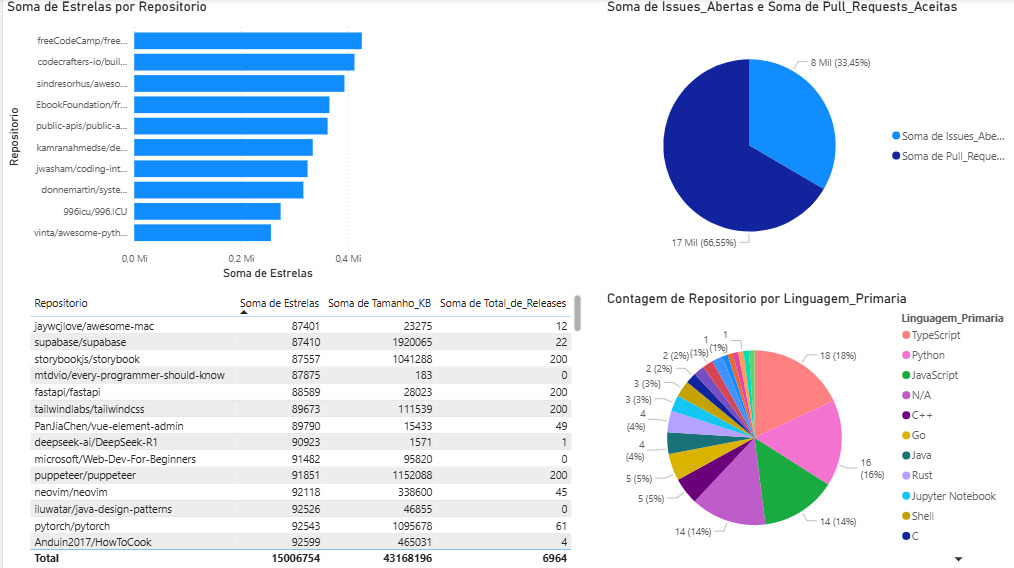 Soma de Estrelas por Repositorio
Repositorio
freeCodeCamp/free...
codecrafters-io/buil...
sindresorhus/aweso...
EbookFoundation/fr...
public-apis/public-a...
kamranahmedse/de...
jwasham/coding-int...
donnemartin/syste...
996icu/996.ICU
vinta/awesome-pyth...
0,0 Mi 0,2 Mi 0,4 Mi
Soma de Estrelas
Soma de Issues_Abertas e Soma de Pull_Requests_Aceitas
8 Mil (33,45%)
17 Mil (66,55%)
Soma de Issues_Abe...
Soma de Pull_Reque...
Repositorio Soma de Estrelas Soma de Tamanho_KB Soma de Total_de_Releases
jaywcjlove/awesome-mac 87401 23275 12
supabase/supabase 87410 1920065 22
storybookjs/storybook 87557 1041288 200
mtdvio/every-programmer-should-know 87875 183 0
fastapi/fastapi 88589 28023 200
tailwindlabs/tailwindcss 89673 111539 200
PanJiaChen/vue-element-admin 89790 15433 49
deepseek-ai/DeepSeek-R1 90923 1571 1
microsoft/Web-Dev-For-Beginners 91482 95820 0
puppeteer/puppeteer 91851 1152088 200
neovim/neovim 92118 338600 45
iluwatar/java-design-patterns 92526 46855 0
pytorch/pytorch 92543 1095678 61
Anduin2017/HowToCook 92599 465031 4
Total 15006754 43168196 6964
Contagem de Repositorio por Linguagem_Primaria
18 (18%)
16
(16%)
14 (14%)
14 (14%)
5 (5%)
5 (5%)
4
(4%)
4
(4%)
3 (3%)
3 (3%)
2 (2%)
2 (2%)
1
(1%)
1
(1%)
Linguagem_Primaria
TypeScript
Python
JavaScript
N/A
C++
Go
Java
Rust
Jupyter Notebook
Shell
C